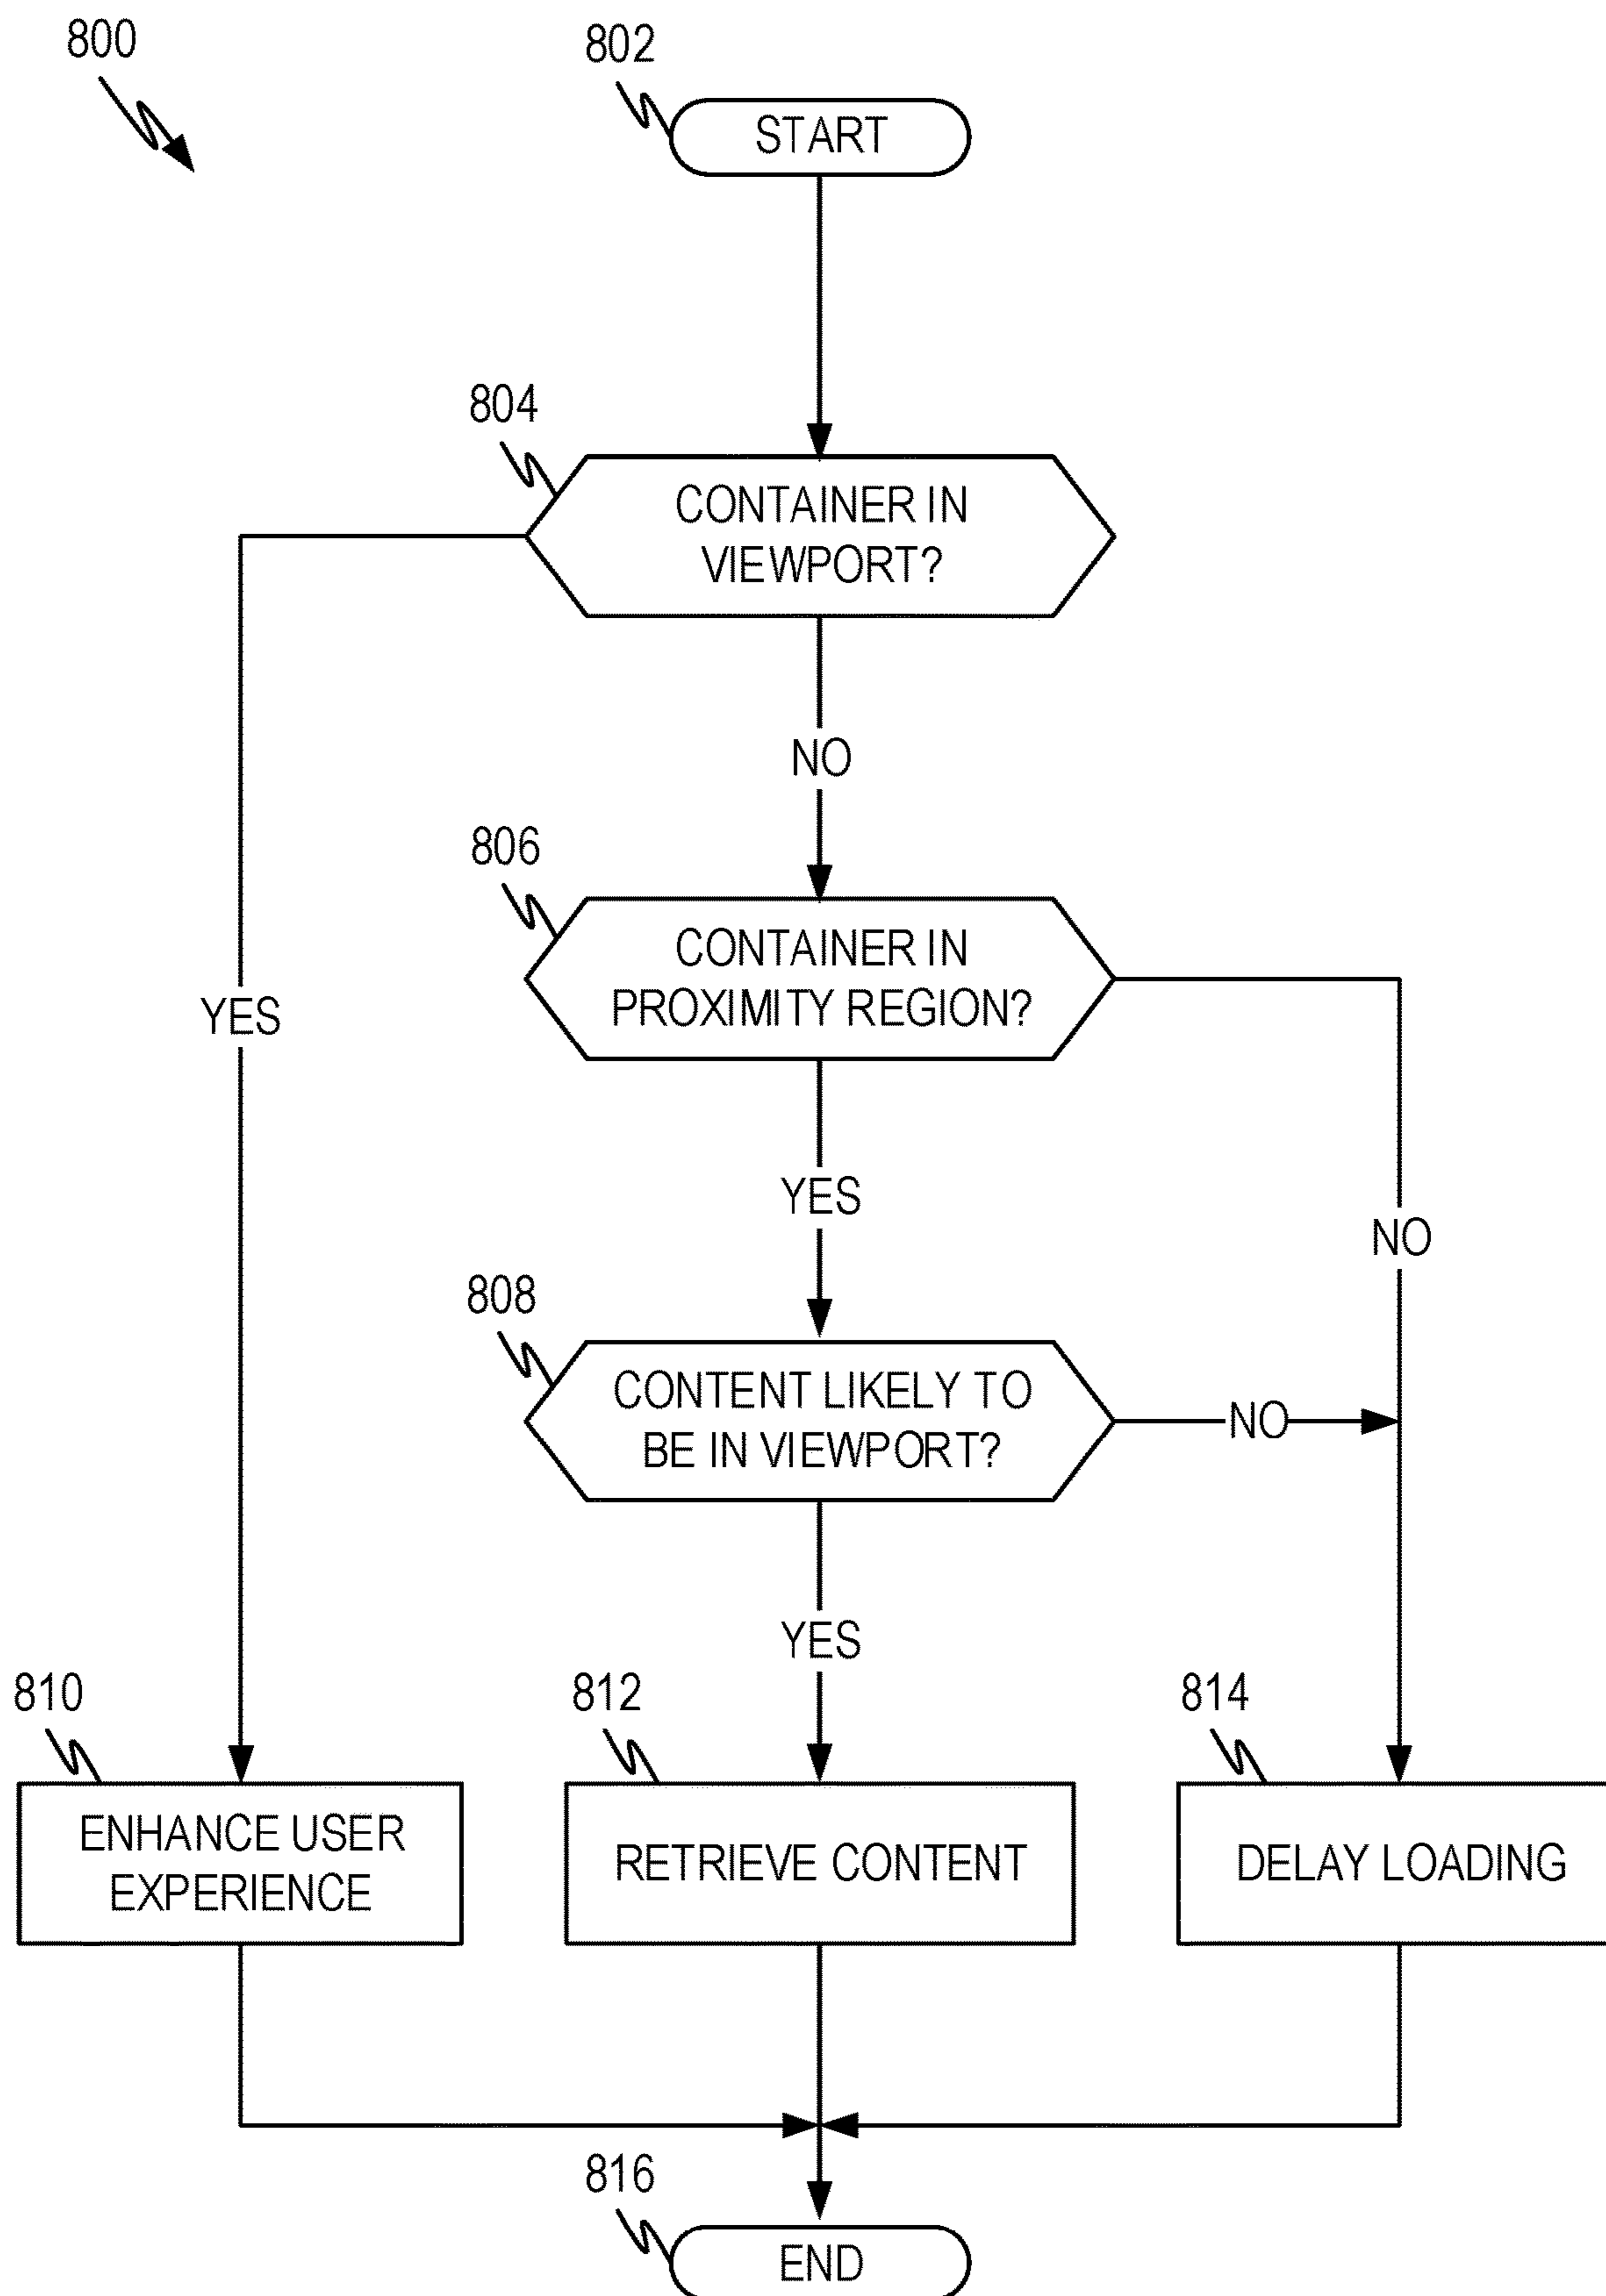 800
802
START
804
CONTAINER IN
VIEWPORT?
NO
806
CONTAINER IN
PROXIMITY REGION?
YES
YES
NO
808
CONTENT LIKELY TO
BE IN VIEWPORT?
NO
YES
810
812
814
ENHANCE USER
EXPERIENCE
RETRIEVE CONTENT
DELAY LOADING
816
END